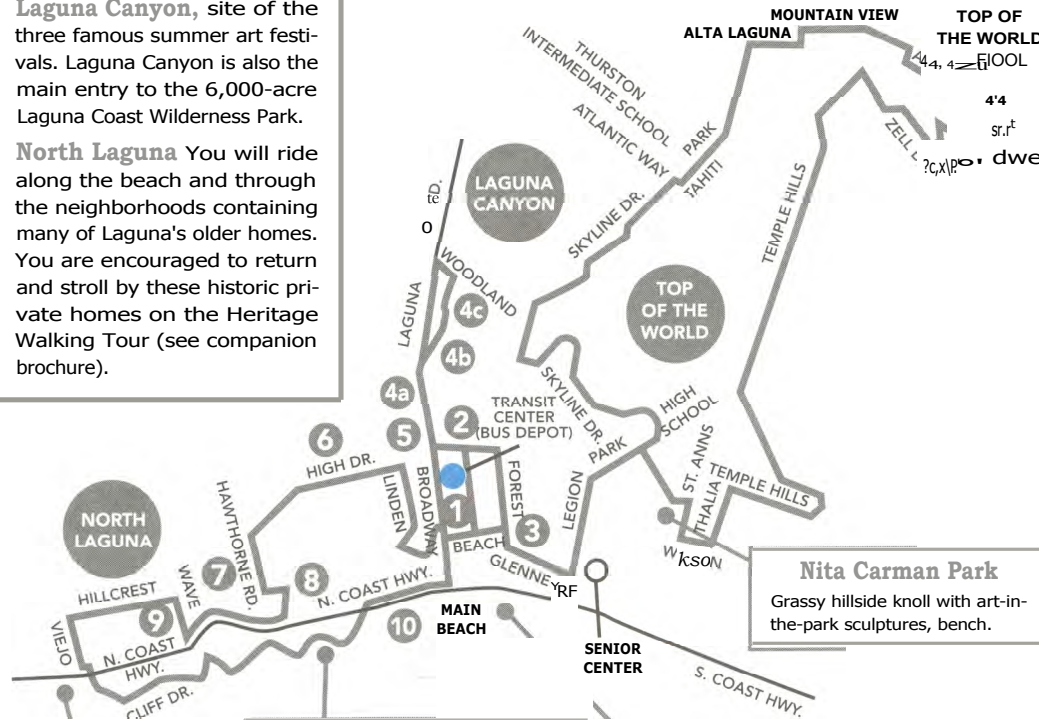 Laguna Canyon, site of the
three famous summer art festi-
vals. Laguna Canyon is also the
main entry to the 6,000-acre
Laguna Coast Wilderness Park.
North Laguna You will ride
along the beach and through
the neighborhoods containing
many of Laguna's older homes.
You are encouraged to return
and stroll by these historic pri-
vate homes on the Heritage
Walking Tour (see companion
brochure).
MOUNTAIN VIEW
ALTA LAGUNA
TOP OF
THE WORLD
THURSTON
INTERMEDIATE SCHOOL
ATLANTIC WAY
PARK
TAHITI
ZELL
TEMPLE HILLS
LAGUNA
CANYON
SKYLINE DR.
WOODLAND
LAGUNA
4c
4b
4a
TOP
OF THE
WORLD
SKYLINE DR.
HIGH
SCHOOL
PARK
TRANSIT
CENTER
(BUS DEPOT)
2
5
6
HIGH DR.
LINDEN
BROADWAY
1
FOREST
3
LEGION
ST. ANNS
THALIA
TEMPLE HILLS
BEACH
GLENNEYRF
NORTH
LAGUNA
HAWTHORNE RD.
7
8
WAVE
HILLCREST
9
VIEJO
N. COAST
HWY.
N. COAST HWY.
10
CLIFF DR.
MAIN
BEACH
SENIOR
CENTER
S. COAST HWY.
Nita Carman Park
Grassy hillside knoll with art-in-
the-park sculptures, bench.